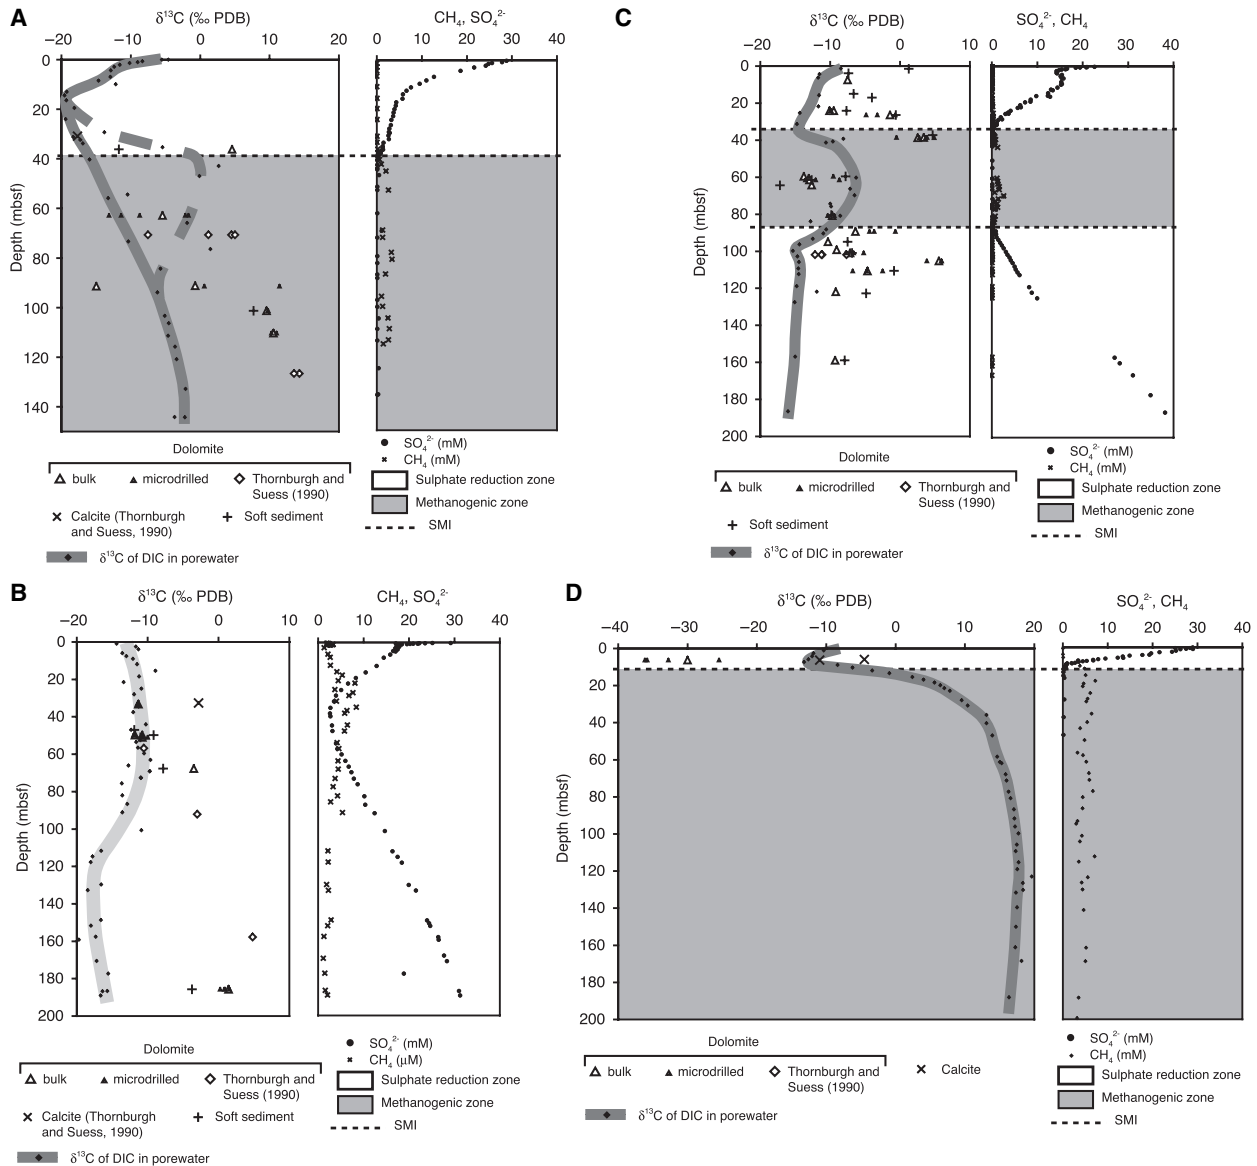 A
δ¹³C (‰ PDB)
−20 −10 0 10 20
CH₄, SO₄²⁻
0 10 20 30 40
Depth (mbsf)
0
20
40
60
80
100
120
140
Dolomite
bulk
microdrilled
Thornburgh and
Suess (1990)
Calcite (Thornburgh
and Suess, 1990)
Soft sediment
δ¹³C of DIC in porewater
SO₄²⁻ (mM)
CH₄ (mM)
Sulphate reduction zone
Methanogenic zone
SMI
C
δ¹³C (‰ PDB)
−20 −10 0 10
SO₄²⁻, CH₄
0 10 20 30 40
Depth (mbsf)
0
20
40
60
80
100
120
140
160
180
200
Dolomite
bulk
microdrilled
Thornburgh and
Suess (1990)
Soft sediment
δ¹³C of DIC in porewater
SO₄²⁻ (mM)
CH₄ (mM)
Sulphate reduction zone
Methanogenic zone
SMI
B
δ¹³C (‰ PDB)
−20 −10 0 10
CH₄, SO₄²⁻
0 10 20 30 40
Depth (mbsf)
0
20
40
60
80
100
120
140
160
180
200
Dolomite
bulk
microdrilled
Thornburgh and
Suess (1990)
Calcite (Thornburgh
and Suess, 1990)
Soft sediment
δ¹³C of DIC in porewater
SO₄²⁻ (mM)
CH₄ (μM)
Sulphate reduction zone
Methanogenic zone
SMI
D
δ¹³C (‰ PDB)
−40 −30 −20 −10 0 10 20
SO₄²⁻, CH₄
0 10 20 30 40
Depth (mbsf)
0
20
40
60
80
100
120
140
160
180
200
Dolomite
bulk
microdrilled
Thornburgh and
Suess (1990)
Calcite
δ¹³C of DIC in porewater
SO₄²⁻ (mM)
CH₄ (mM)
Sulphate reduction zone
Methanogenic zone
SMI